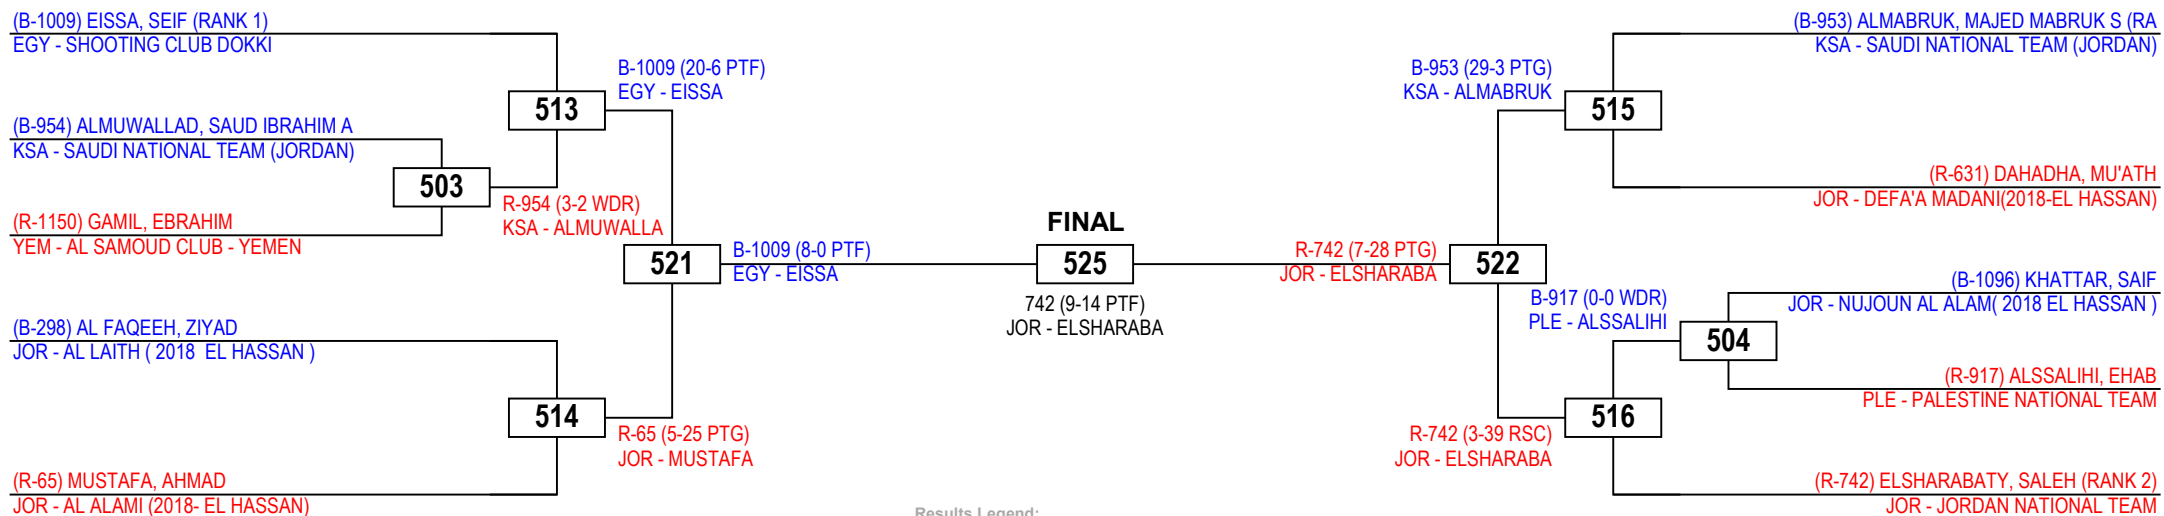 (B-1009) EISSA, SEIF (RANK 1)
EGY - SHOOTING CLUB DOKKI
(B-954) ALMUWALLAD, SAUD IBRAHIM A
KSA - SAUDI NATIONAL TEAM (JORDAN)
(R-1150) GAMIL, EBRAHIM
YEM - AL SAMOUD CLUB - YEMEN
(B-298) AL FAQEEH, ZIYAD
JOR - AL LAITH ( 2018 EL HASSAN )
(R-65) MUSTAFA, AHMAD
JOR - AL ALAMI (2018- EL HASSAN)
503
R-954 (3-2 WDR)
KSA - ALMUWALLA
513
B-1009 (20-6 PTF)
EGY - EISSA
514
R-65 (5-25 PTG)
JOR - MUSTAFA
521
B-1009 (8-0 PTF)
EGY - EISSA
FINAL
525
742 (9-14 PTF)
JOR - ELSHARABA
R-742 (7-28 PTG)
JOR - ELSHARABA
522
B-953 (29-3 PTG)
KSA - ALMABRUK
515
R-742 (3-39 RSC)
JOR - ELSHARABA
516
B-917 (0-0 WDR)
PLE - ALSSALIHI
504
(B-953) ALMABRUK, MAJED MABRUK S (RA
KSA - SAUDI NATIONAL TEAM (JORDAN)
(R-631) DAHADHA, MU'ATH
JOR - DEFA'A MADANI(2018-EL HASSAN)
(B-1096) KHATTAR, SAIF
JOR - NUJOUN AL ALAM( 2018 EL HASSAN )
(R-917) ALSSALIHI, EHAB
PLE - PALESTINE NATIONAL TEAM
(R-742) ELSHARABATY, SALEH (RANK 2)
JOR - JORDAN NATIONAL TEAM
Results Legend: